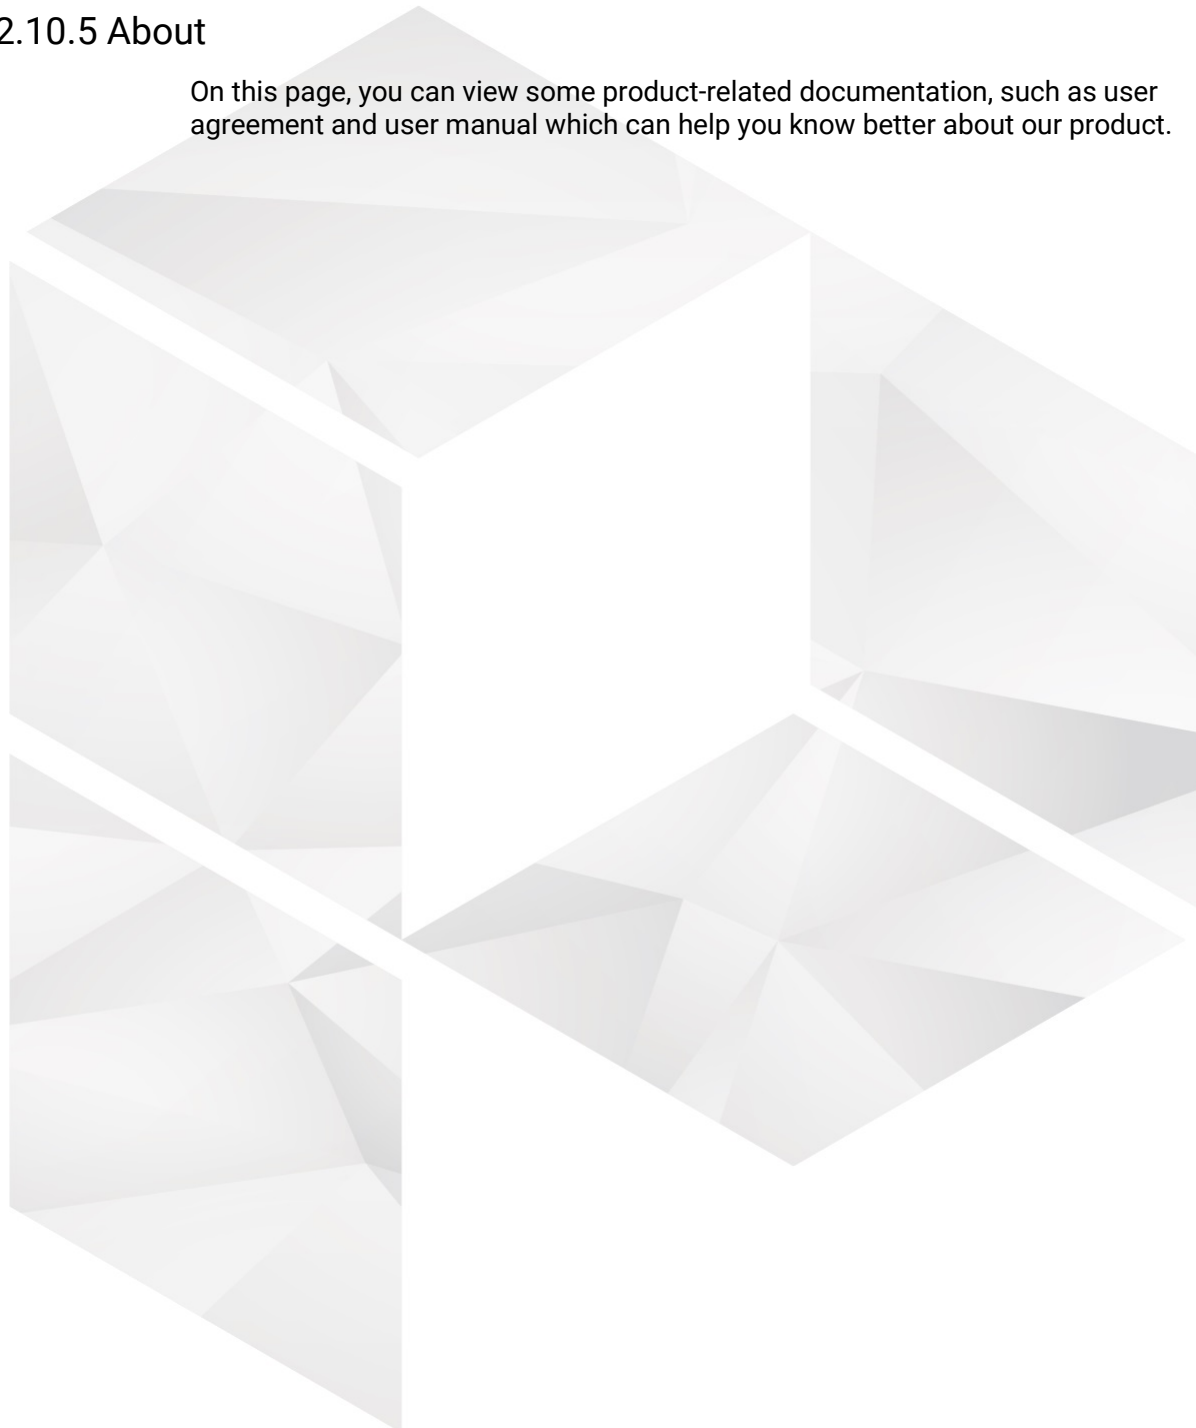 2.10.5 About
On this page, you can view some product-related documentation, such as user
agreement and user manual which can help you know better about our product.